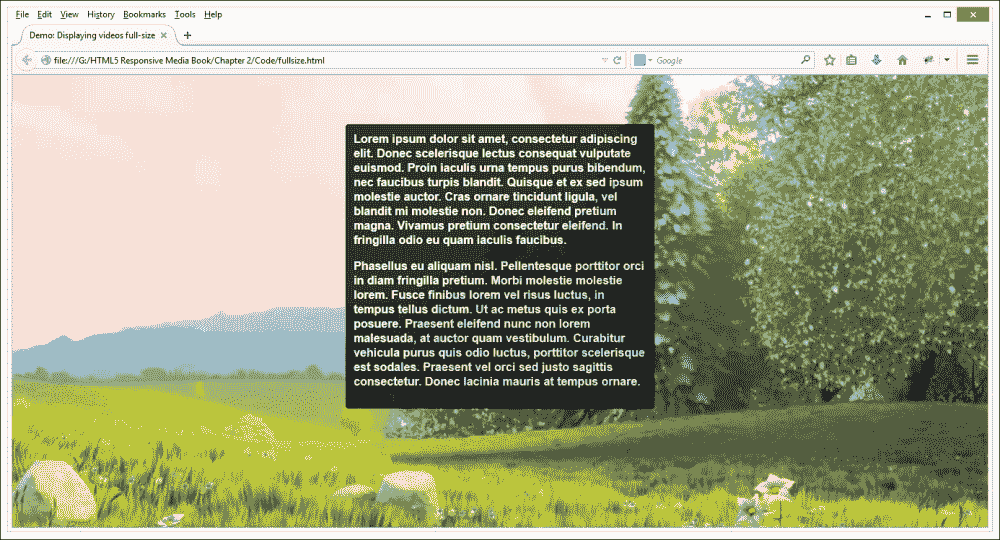 File Edit View History Bookmarks Tools Help
Demo: Displaying videos full-size
file:///G:/HTML5 Responsive Media Book/Chapter 2/Code/fullsize.html
Google
Lorem ipsum dolor sit amet, consectetur adipiscing
elit. Donec scelerisque lectus consequat vulputate
euismod. Proin iaculis urna tempus purus bibendum,
nec faucibus turpis blandit. Quisque et ex sed ipsum
molestie auctor. Cras ornare tincidunt ligula, vel
blandit mi molestie non. Donec eleifend pretium
magna. Vivamus pretium consectetur eleifend. In
fringilla odio eu quam iaculis faucibus.
Phasellus eu aliquam nisl. Pellentesque porttitor orci
in diam fringilla pretium. Morbi molestie molestie
lorem. Fusce finibus lorem vel risus luctus, in
tempus tellus dictum. Ut ac metus quis ex porta
posuere. Praesent eleifend nunc non lorem
malesuada, at auctor quam vestibulum. Curabitur
vehicula purus quis odio luctus, porttitor scelerisque
est sodales. Praesent vel orci sed justo sagittis
consectetur. Donec lacinia mauris at tempus ornare.